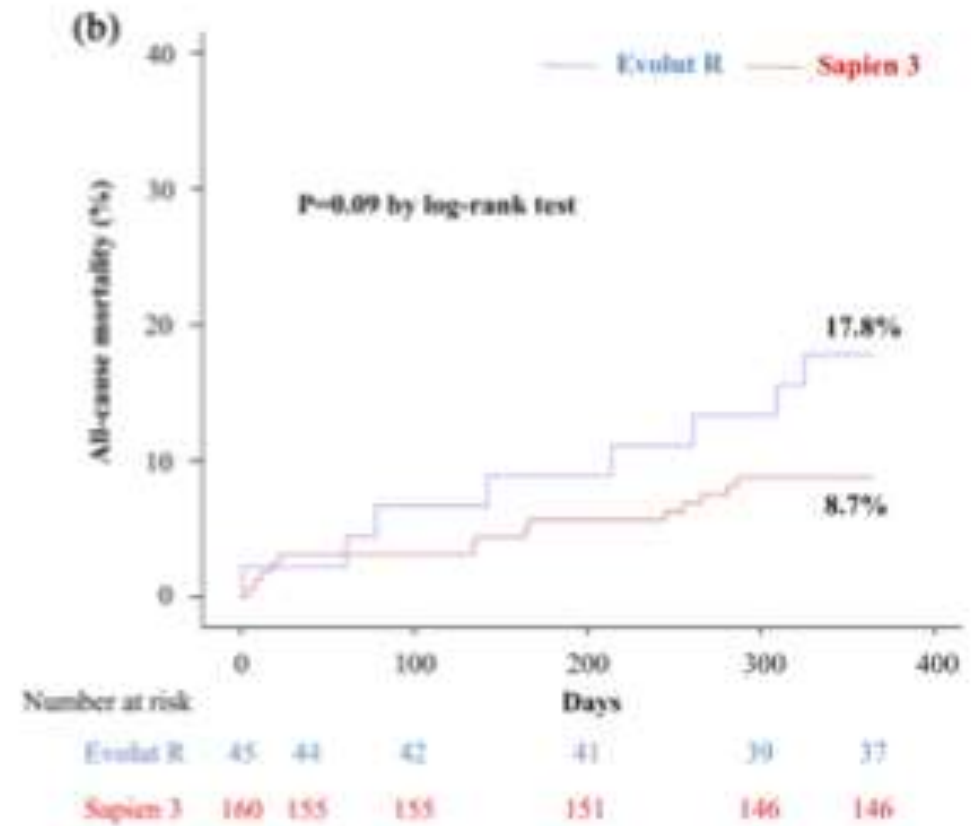 (b)
Evolut R
Sapien 3
40
30
20
10
0
All-cause mortality (%)
P=0.09 by log-rank test
17.8%
8.7%
0 100 200 300 400
Number at risk
Days
Evolut R 45 44 42 41 39 37
Sapien 3 160 155 155 151 146 146